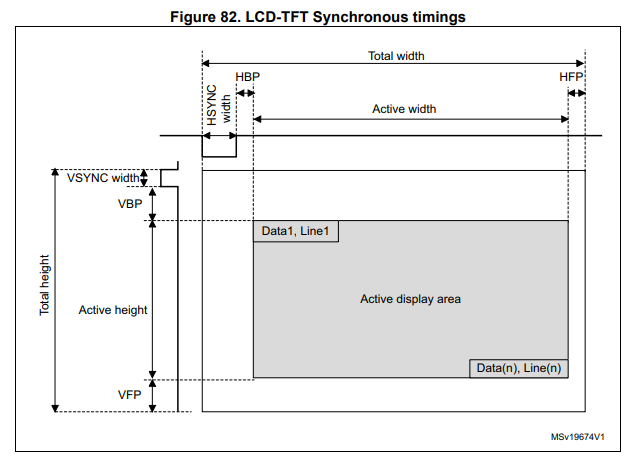 Figure 82. LCD-TFT Synchronous timings
Total width
HBP
HFP
HSYNC
width
Active width
VSYNC width
VBP
Data1, Line1
Total height
Active height
Active display area
Data(n), Line(n)
VFP
MSv19674V1